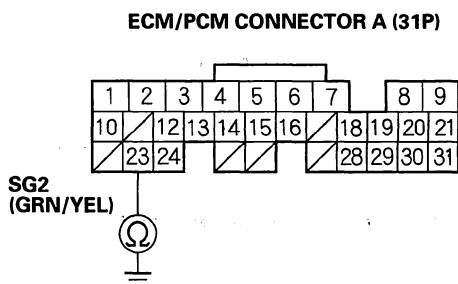 ECM/PCM CONNECTOR A (31P)
1 2 3 4 5 6 7 8 9
10 12 13 14 15 16 18 19 20 21
23 24 28 29 30 31
SG2
(GRN/YEL)
Ω